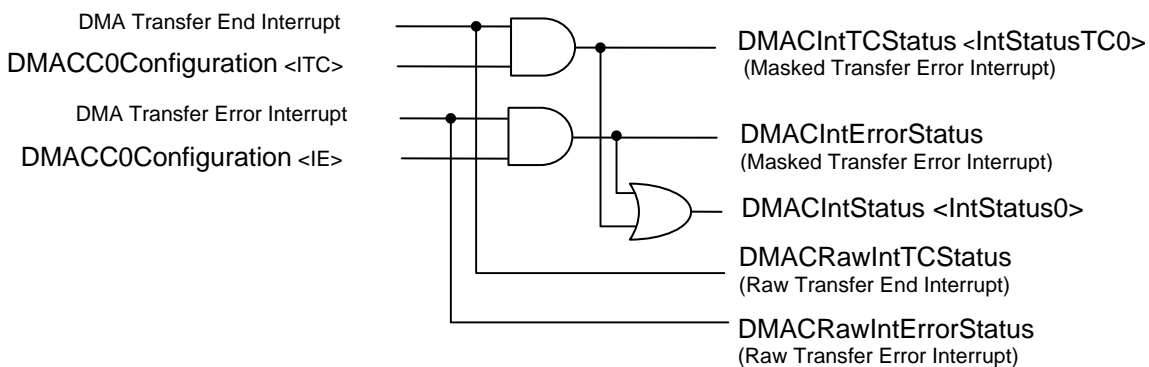 DMA Transfer End Interrupt
DMACC0Configuration <ITC>
DMA Transfer Error Interrupt
DMACC0Configuration <IE>
DMACIntTCStatus <IntStatusTC0>
(Masked Transfer Error Interrupt)
DMACIntErrorStatus
(Masked Transfer Error Interrupt)
DMACIntStatus <IntStatus0>
DMACRawIntTCStatus
(Raw Transfer End Interrupt)
DMACRawIntErrorStatus
(Raw Transfer Error Interrupt)